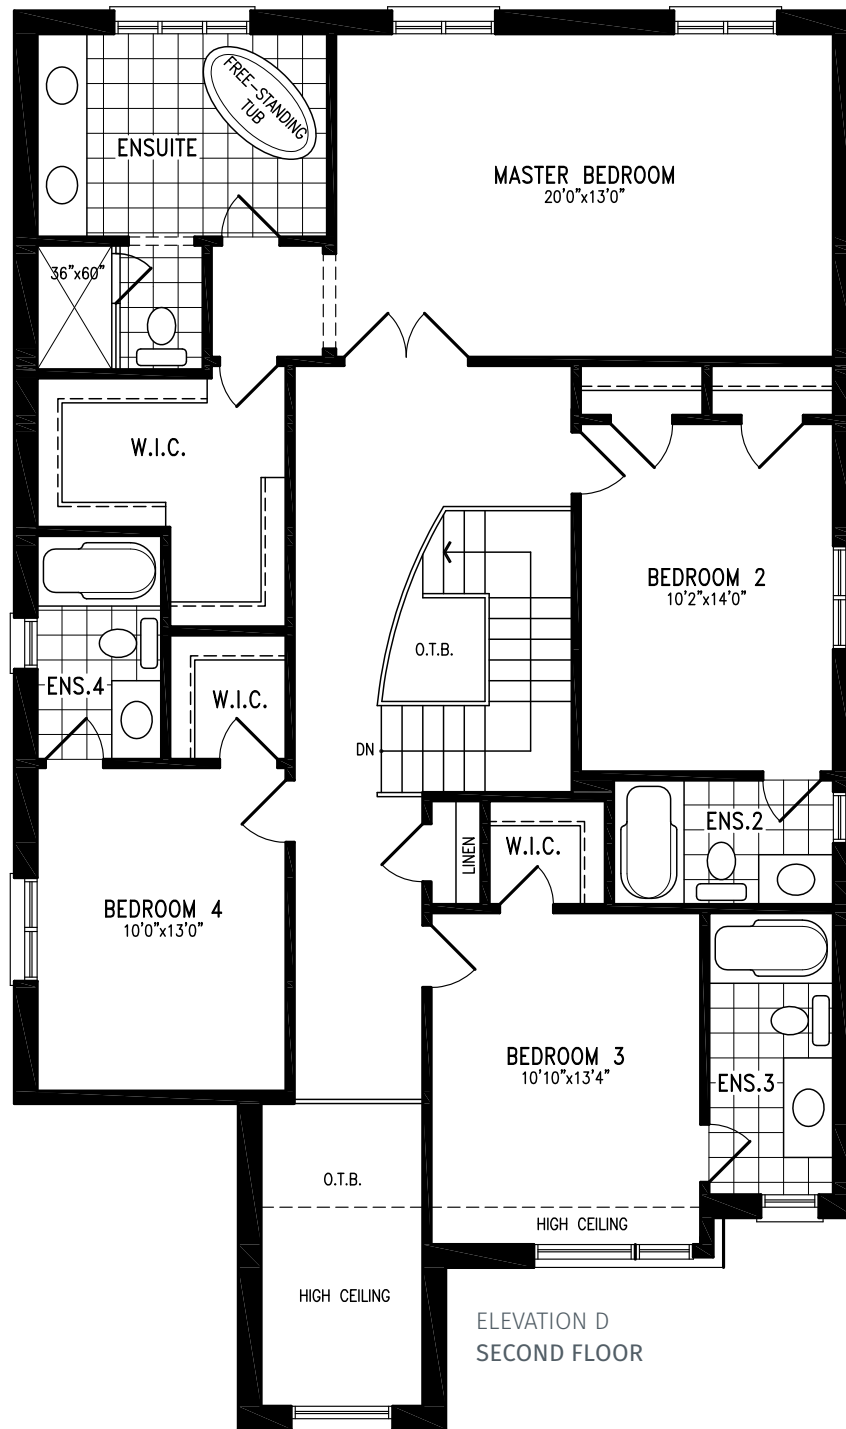 FREE-STANDING
TUB
ENSUITE
MASTER BEDROOM
20'0"x13'0"
36"x60"
W.I.C.
BEDROOM 2
10'2"x14'0"
O.T.B.
ENS.4
W.I.C.
DN
ENS.2
LINEN
W.I.C.
BEDROOM 4
10'0"x13'0"
BEDROOM 3
10'10"x13'4"
ENS.3
O.T.B.
HIGH CEILING
HIGH CEILING
ELEVATION D
SECOND FLOOR